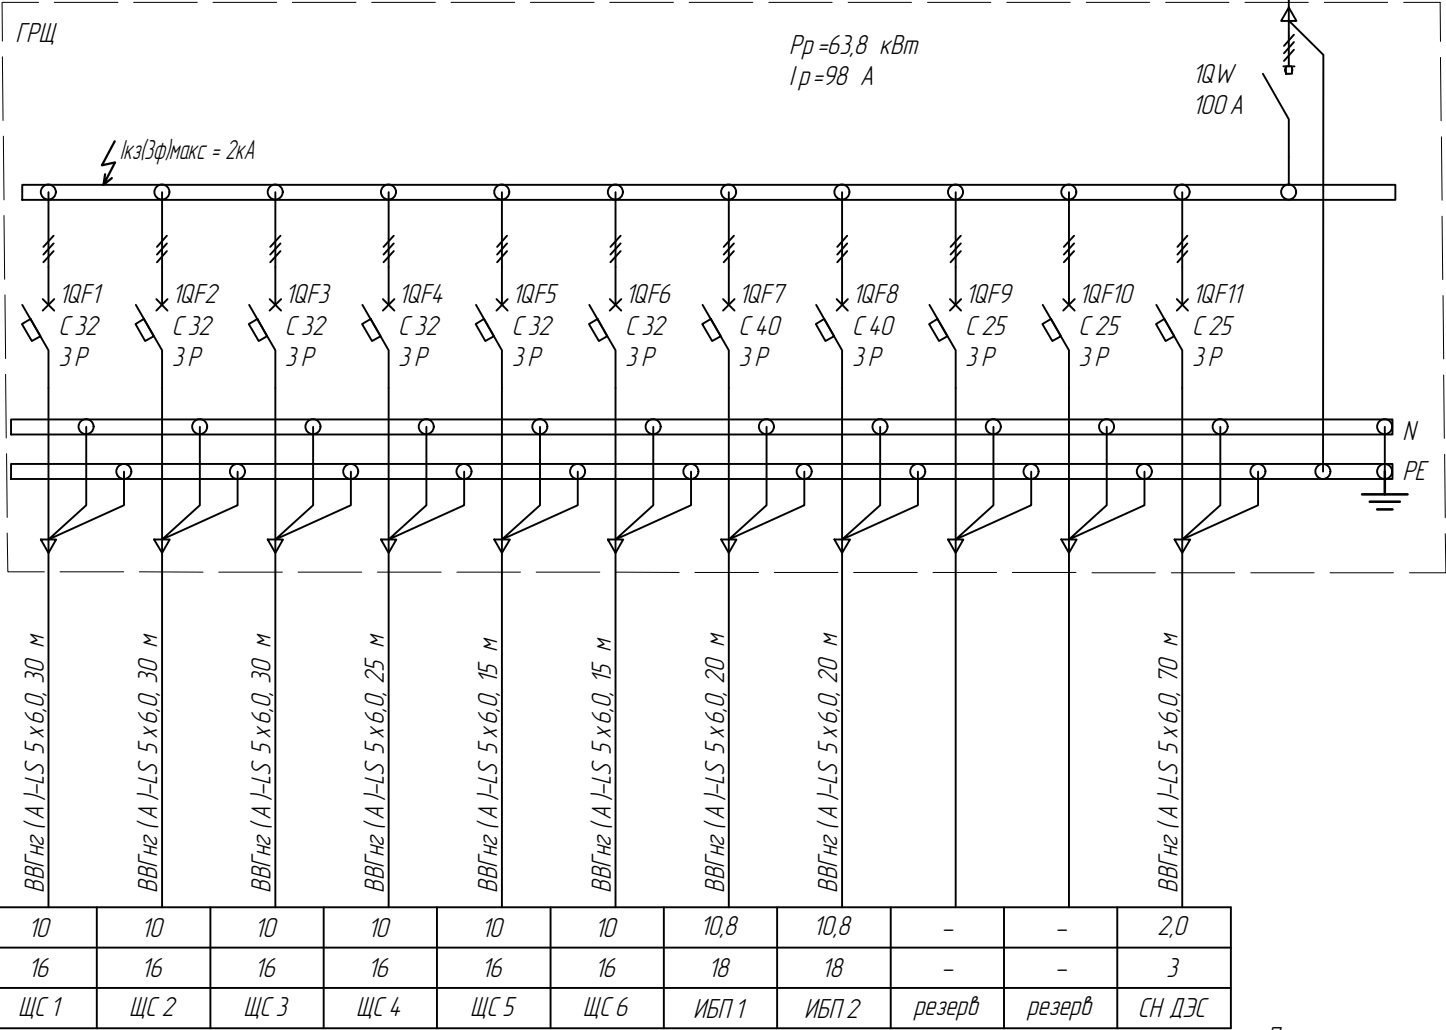 ГРЩ
Рр=63,8 кВт
Iр=98 А
1QW
100 А
Iкз(3ф)макс = 2кА
1QF1
С 32
3 Р
1QF2
С 32
3 Р
1QF3
С 32
3 Р
1QF4
С 32
3 Р
1QF5
С 32
3 Р
1QF6
С 32
3 Р
1QF7
С 40
3 Р
1QF8
С 40
3 Р
1QF9
С 25
3 Р
1QF10
С 25
3 Р
1QF11
С 25
3 Р
N
PE
ВВГнг(А)-LS 5х6,0, 30 м
ВВГнг(А)-LS 5х6,0, 30 м
ВВГнг(А)-LS 5х6,0, 30 м
ВВГнг(А)-LS 5х6,0, 25 м
ВВГнг(А)-LS 5х6,0, 15 м
ВВГнг(А)-LS 5х6,0, 15 м
ВВГнг(А)-LS 5х6,0, 20 м
ВВГнг(А)-LS 5х6,0, 20 м
ВВГнг(А)-LS 5х6,0, 70 м
10 10 10 10 10 10 10,8 10,8 - - 2,0
16 16 16 16 16 16 18 18 - - 3
ЩС 1 ЩС 2 ЩС 3 ЩС 4 ЩС 5 ЩС 6 ИБП 1 ИБП 2 резерв резерв СН ДЭС